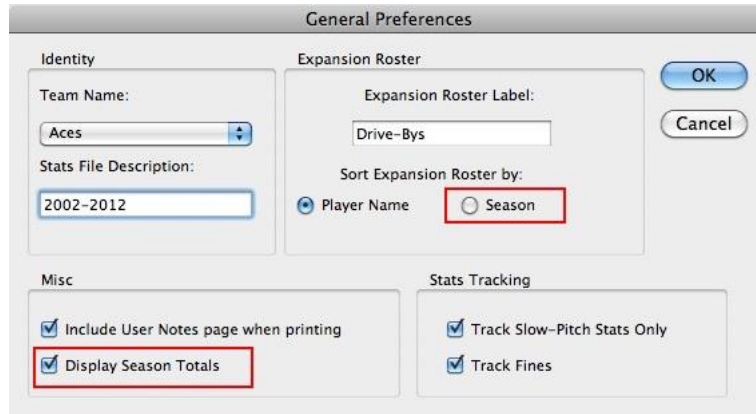 General Preferences
Identity
Team Name:
Aces
Stats File Description:
2002-2012
Expansion Roster
Expansion Roster Label:
Drive-Bys
Sort Expansion Roster by:
Player Name
Season
OK
Cancel
Misc
Include User Notes page when printing
Display Season Totals
Stats Tracking
Track Slow-Pitch Stats Only
Track Fines